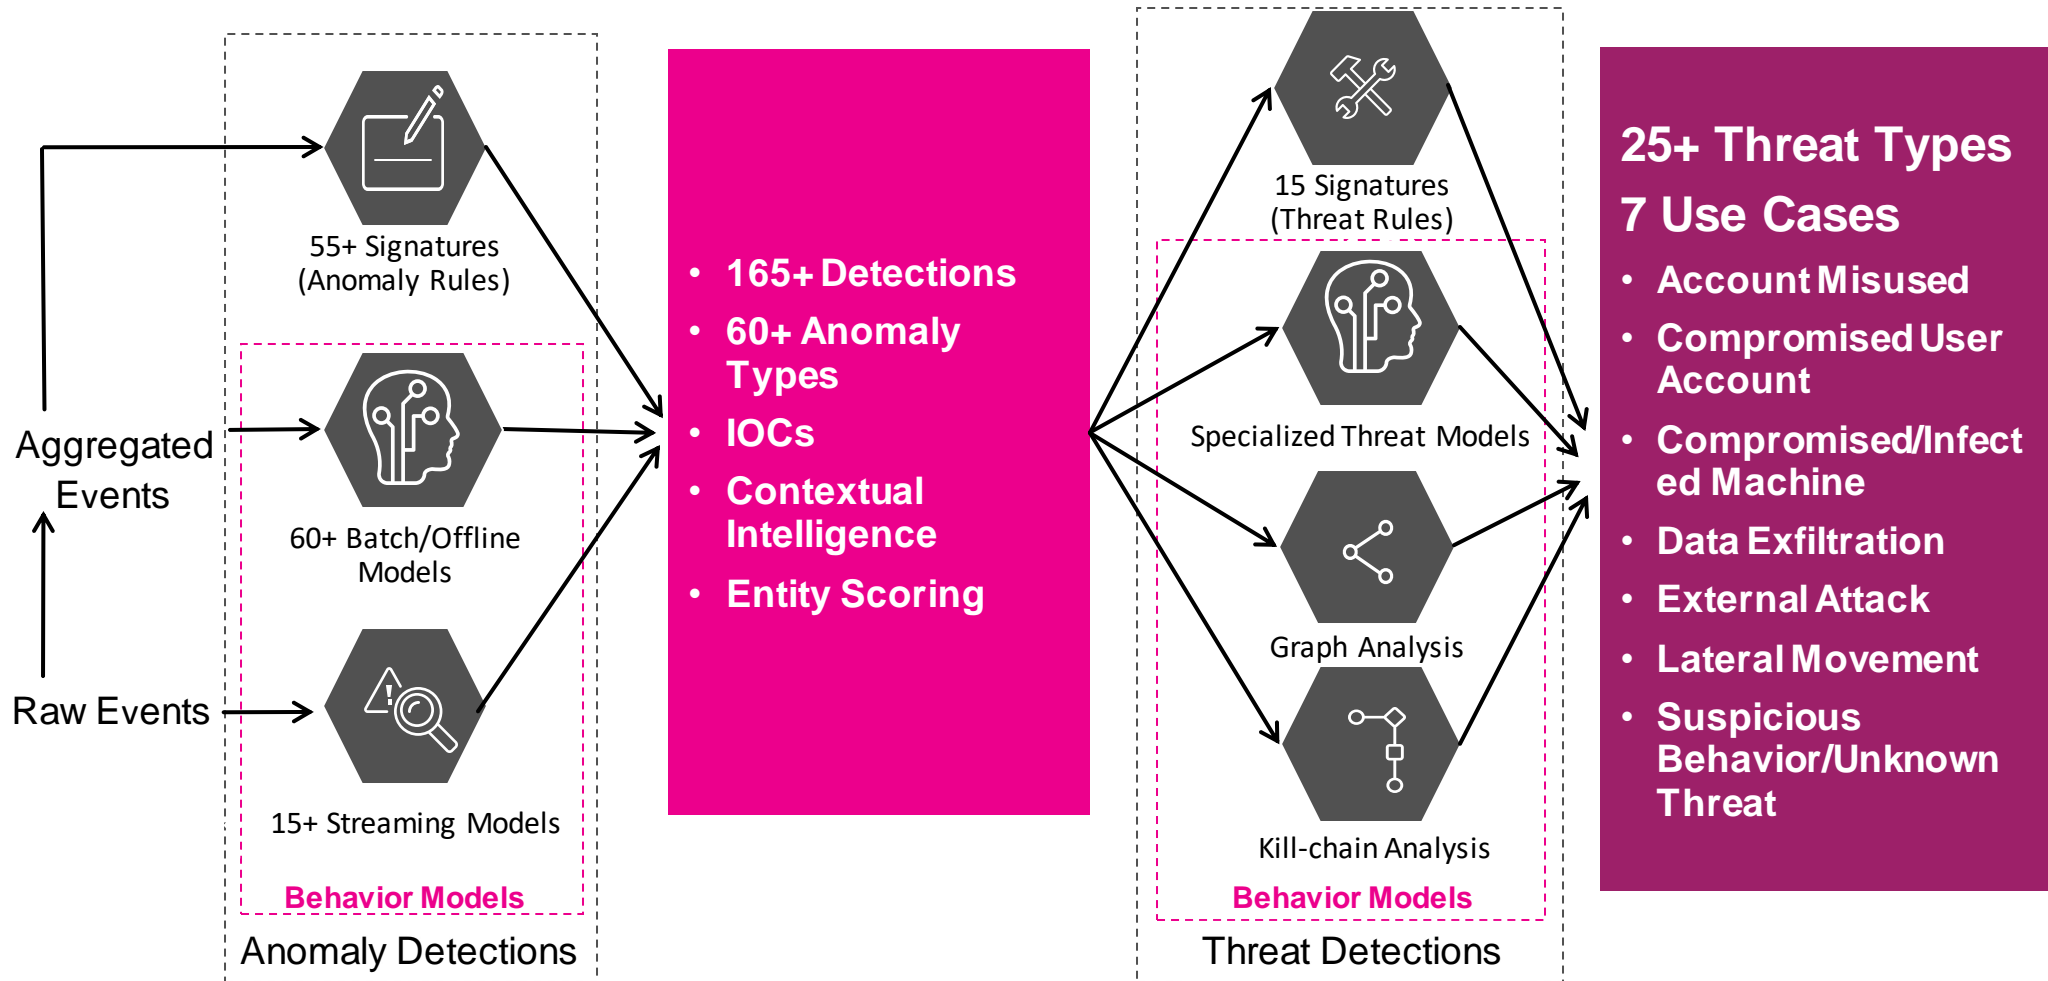 Aggregated
Events
Raw Events
55+ Signatures
(Anomaly Rules)
60+ Batch/Offline
Models
15+ Streaming Models
Behavior Models
Anomaly Detections
• 165+ Detections
• 60+ Anomaly
Types
• IOCs
• Contextual
Intelligence
• Entity Scoring
15 Signatures
(Threat Rules)
Specialized Threat Models
Graph Analysis
Kill-chain Analysis
Behavior Models
Threat Detections
25+ Threat Types
7 Use Cases
• Account Misused
• Compromised User
Account
• Compromised/Infect
ed Machine
• Data Exfiltration
• External Attack
• Lateral Movement
• Suspicious
Behavior/Unknown
Threat